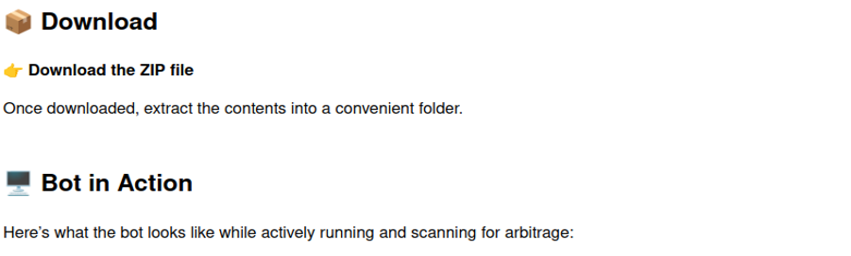 📦 Download
👉 Download the ZIP file
Once downloaded, extract the contents into a convenient folder.
🖥️ Bot in Action
Here’s what the bot looks like while actively running and scanning for arbitrage: